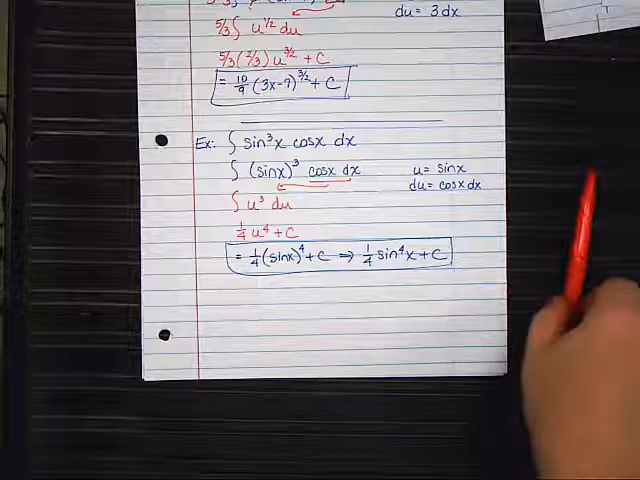 du = 3 dx
5/3 ∫ u^1/2 du
5/3 (2/3) u^3/2 + C
= 10/9 (3x-7)^3/2 + C
Ex: ∫ sin³x cosx dx
∫ (sinx)³ cosx dx
u = sinx
du = cosx dx
∫ u³ du
1/4 u⁴ + C
= 1/4 (sinx)⁴ + C ⇒ 1/4 sin⁴x + C